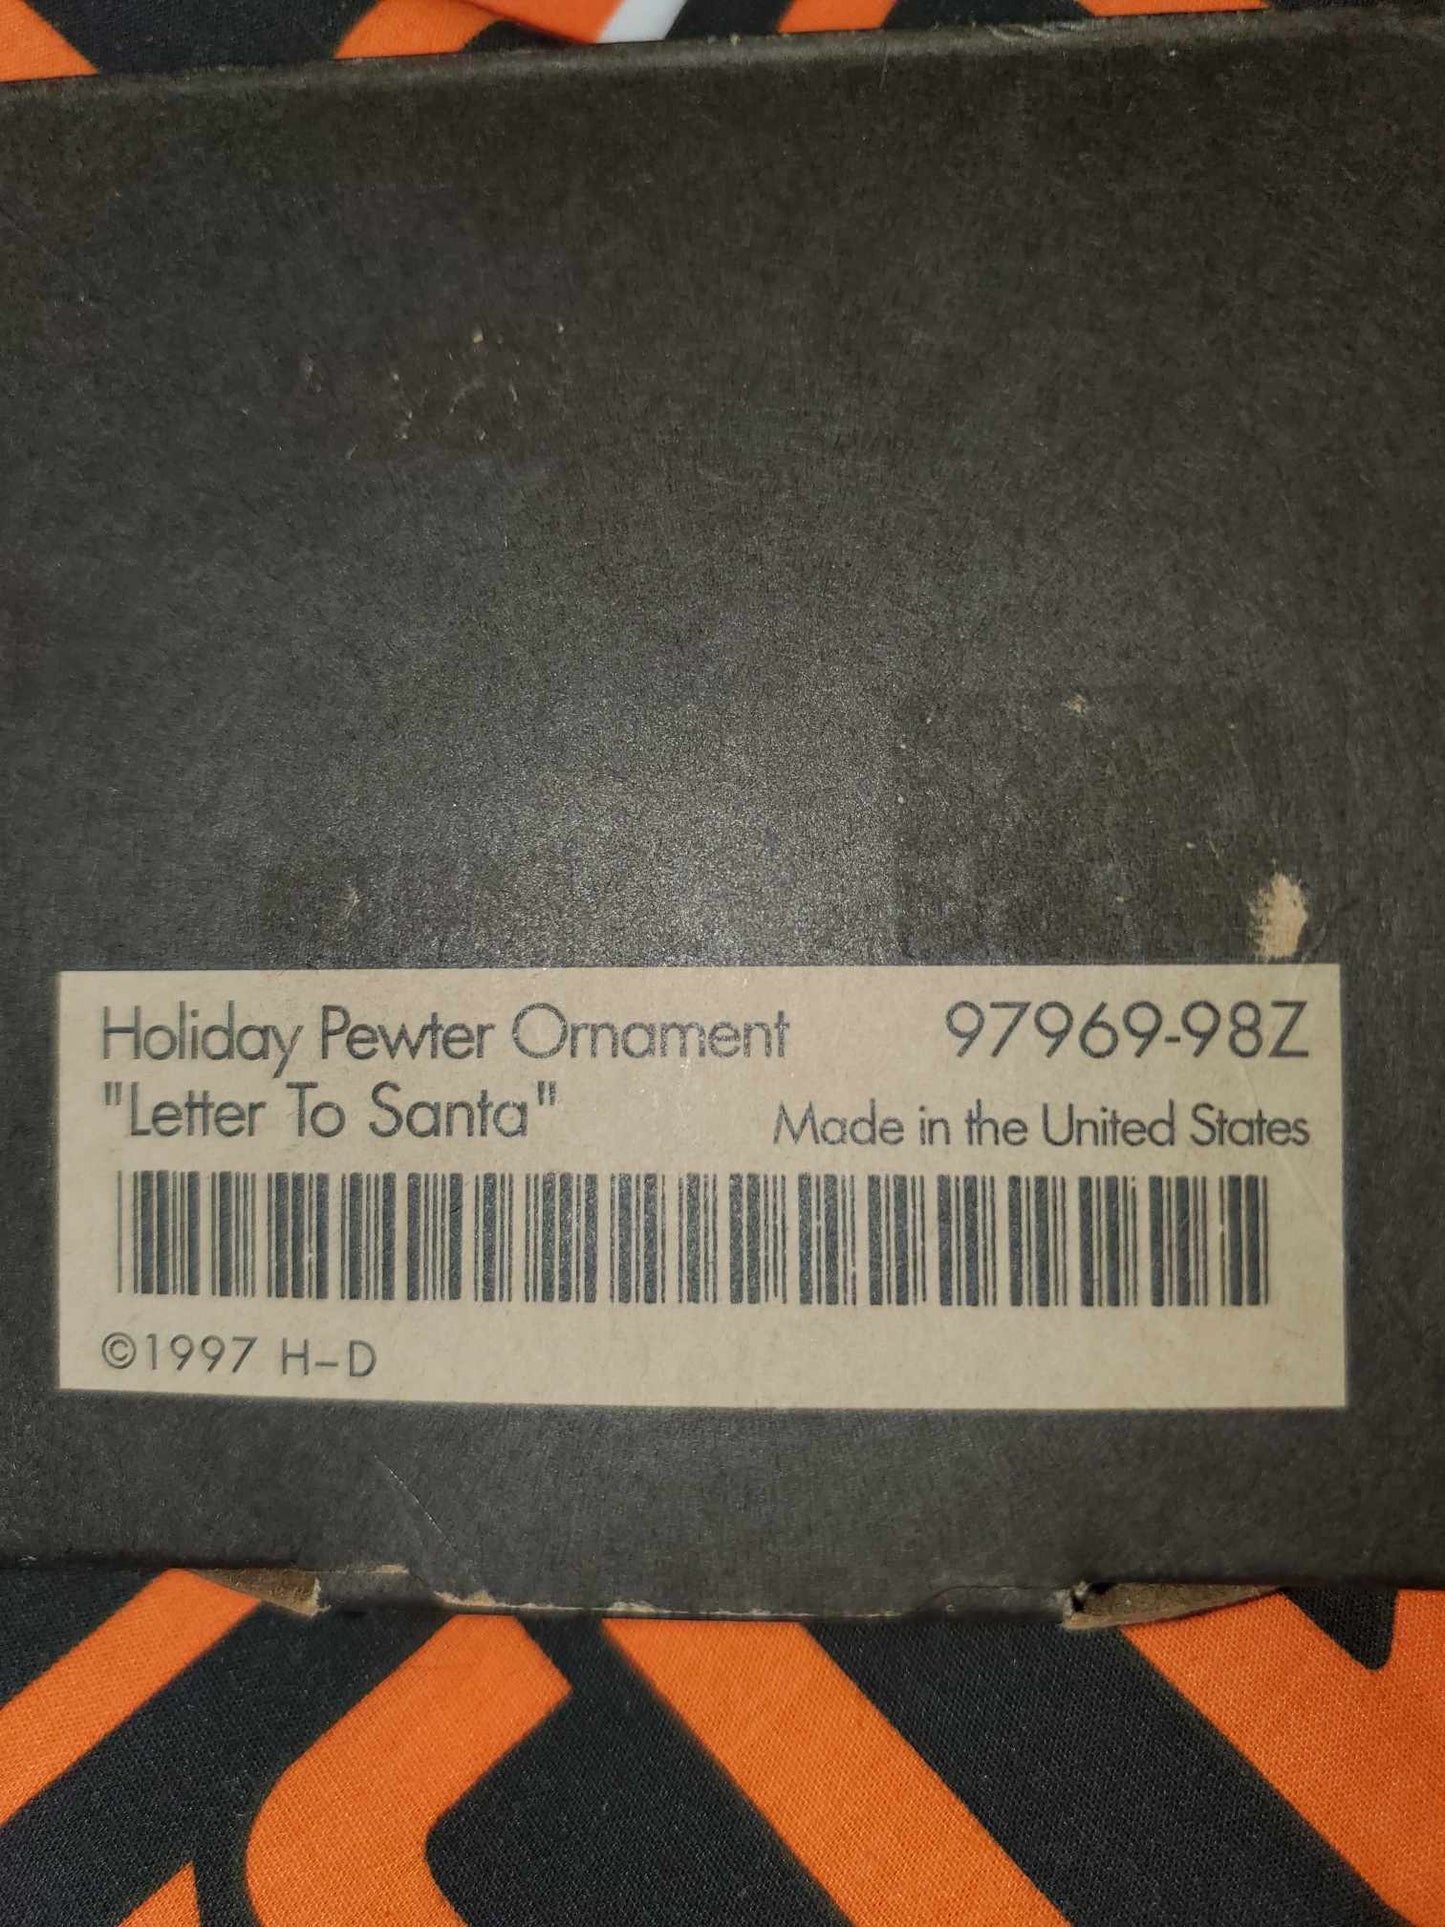 Holiday Pewter Ornament 97969-98Z
"Letter To Santa" Made in the United States
©1997 H-D